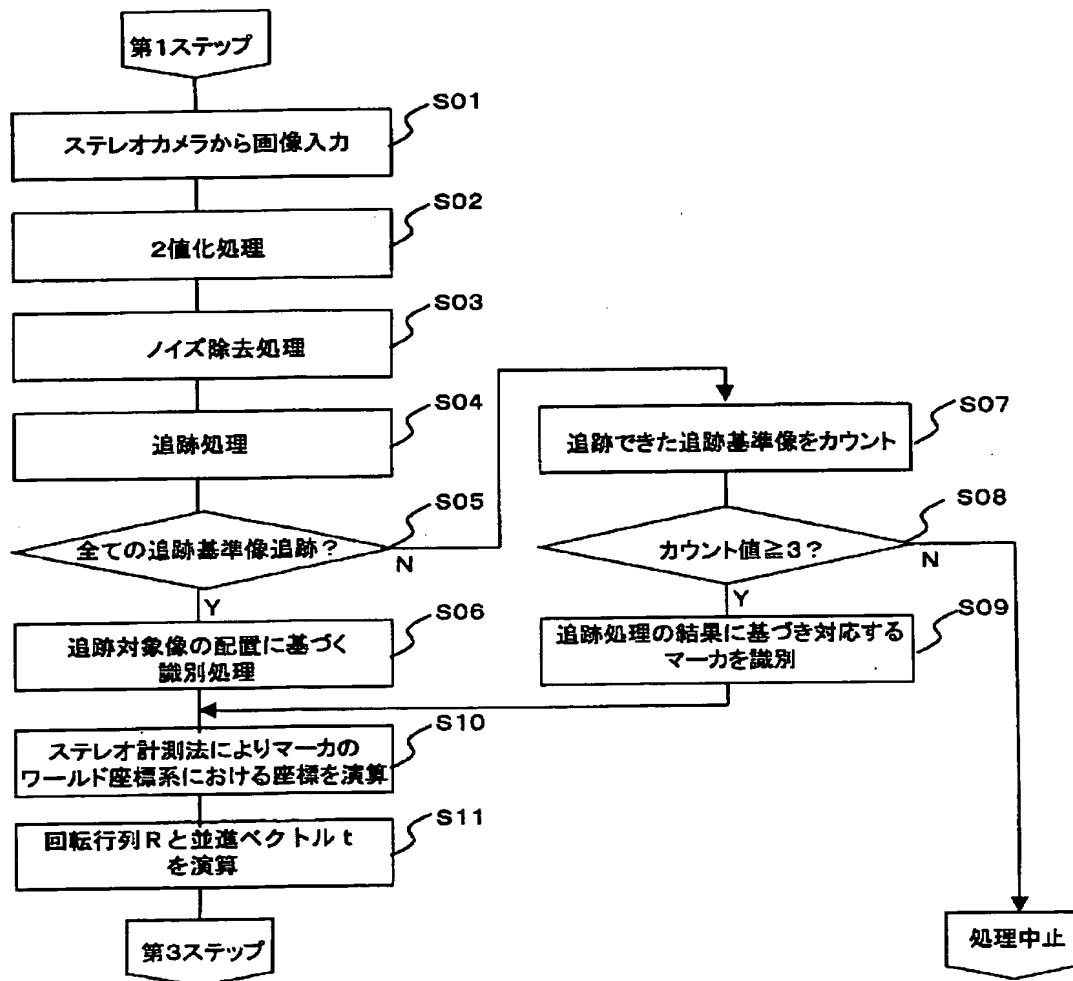 第1ステップ
S01
ステレオカメラから画像入力
S02
2値化処理
S03
ノイズ除去処理
S04
追跡処理
S05
全ての追跡基準像追跡？
N
Y
S06
追跡対象像の配置に基づく
識別処理
S07
追跡できた追跡基準像をカウント
S08
カウント値≧3？
N
Y
S09
追跡処理の結果に基づき対応する
マーカを識別
S10
ステレオ計測法によりマーカの
ワールド座標系における座標を演算
S11
回転行列Rと並進ベクトルt
を演算
第3ステップ
処理中止